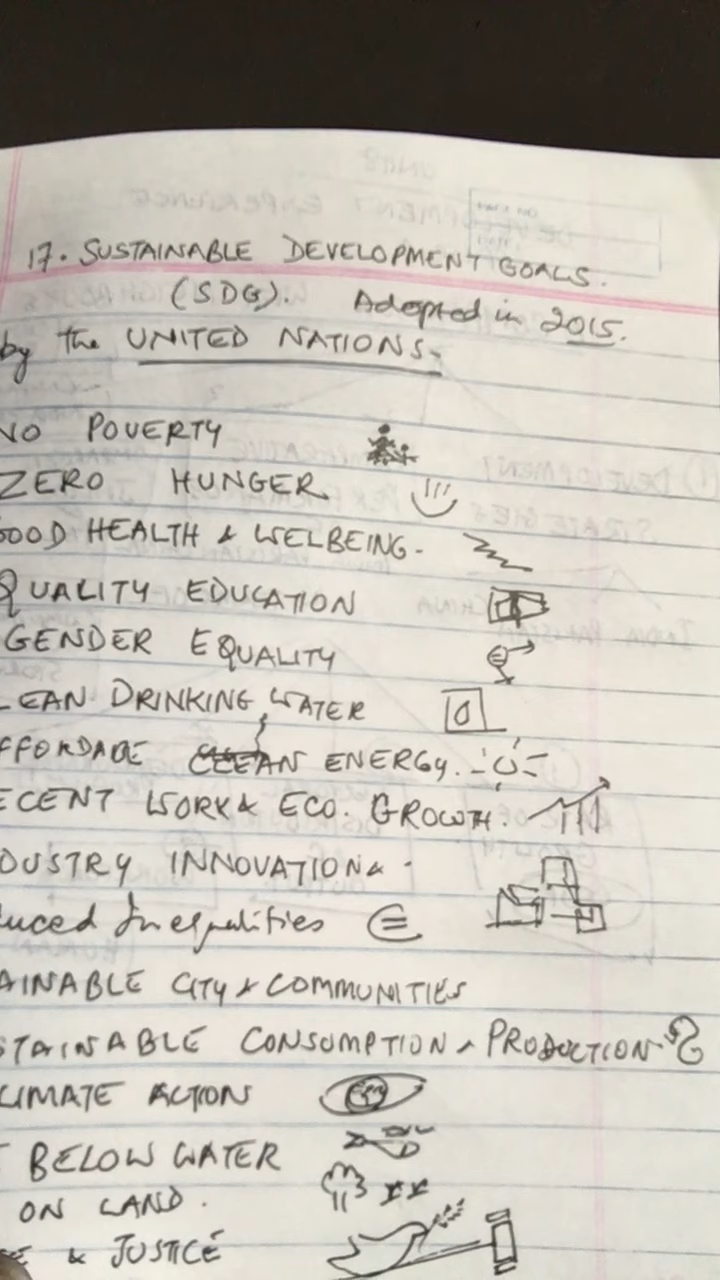 17. SUSTAINABLE DEVELOPMENT GOALS.
(SDG). Adopted in 2015.
by the UNITED NATIONS.
NO POVERTY
ZERO HUNGER
OOD HEALTH & WELBEING.
QUALITY EDUCATION
GENDER EQUALITY
LEAN DRINKING WATER
FFORDABE CLEAN ENERGY.
ECENT WORK & ECO. GROWTH.
DUSTRY INNOVATION &
uced Inequalities
AINABLE CITY & COMMUNITIES
STAINABLE CONSUMPTION & PRODUCTION
LIMATE ACTION
BELOW WATER
ON LAND.
& JUSTICE